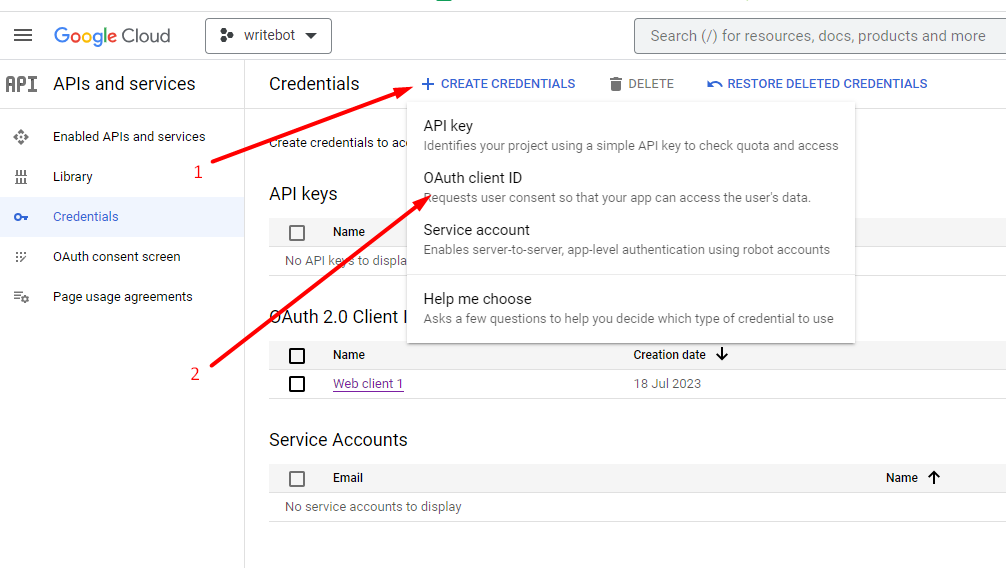 Google Cloud
writebot
Search (/) for resources, docs, products and more
API
APIs and services
Credentials
CREATE CREDENTIALS
DELETE
RESTORE DELETED CREDENTIALS
Enabled APIs and services
Library
Credentials
OAuth consent screen
Page usage agreements
1
2
Create credentials to acc
API key
Identifies your project using a simple API key to check quota and access
OAuth client ID
Requests user consent so that your app can access the user's data.
Service account
Enables server-to-server, app-level authentication using robot accounts
Help me choose
Asks a few questions to help you decide which type of credential to use
API keys
Name
No API keys to displa
OAuth 2.0 Client I
Name
Creation date
Web client 1
18 Jul 2023
Service Accounts
Email
Name
No service accounts to display